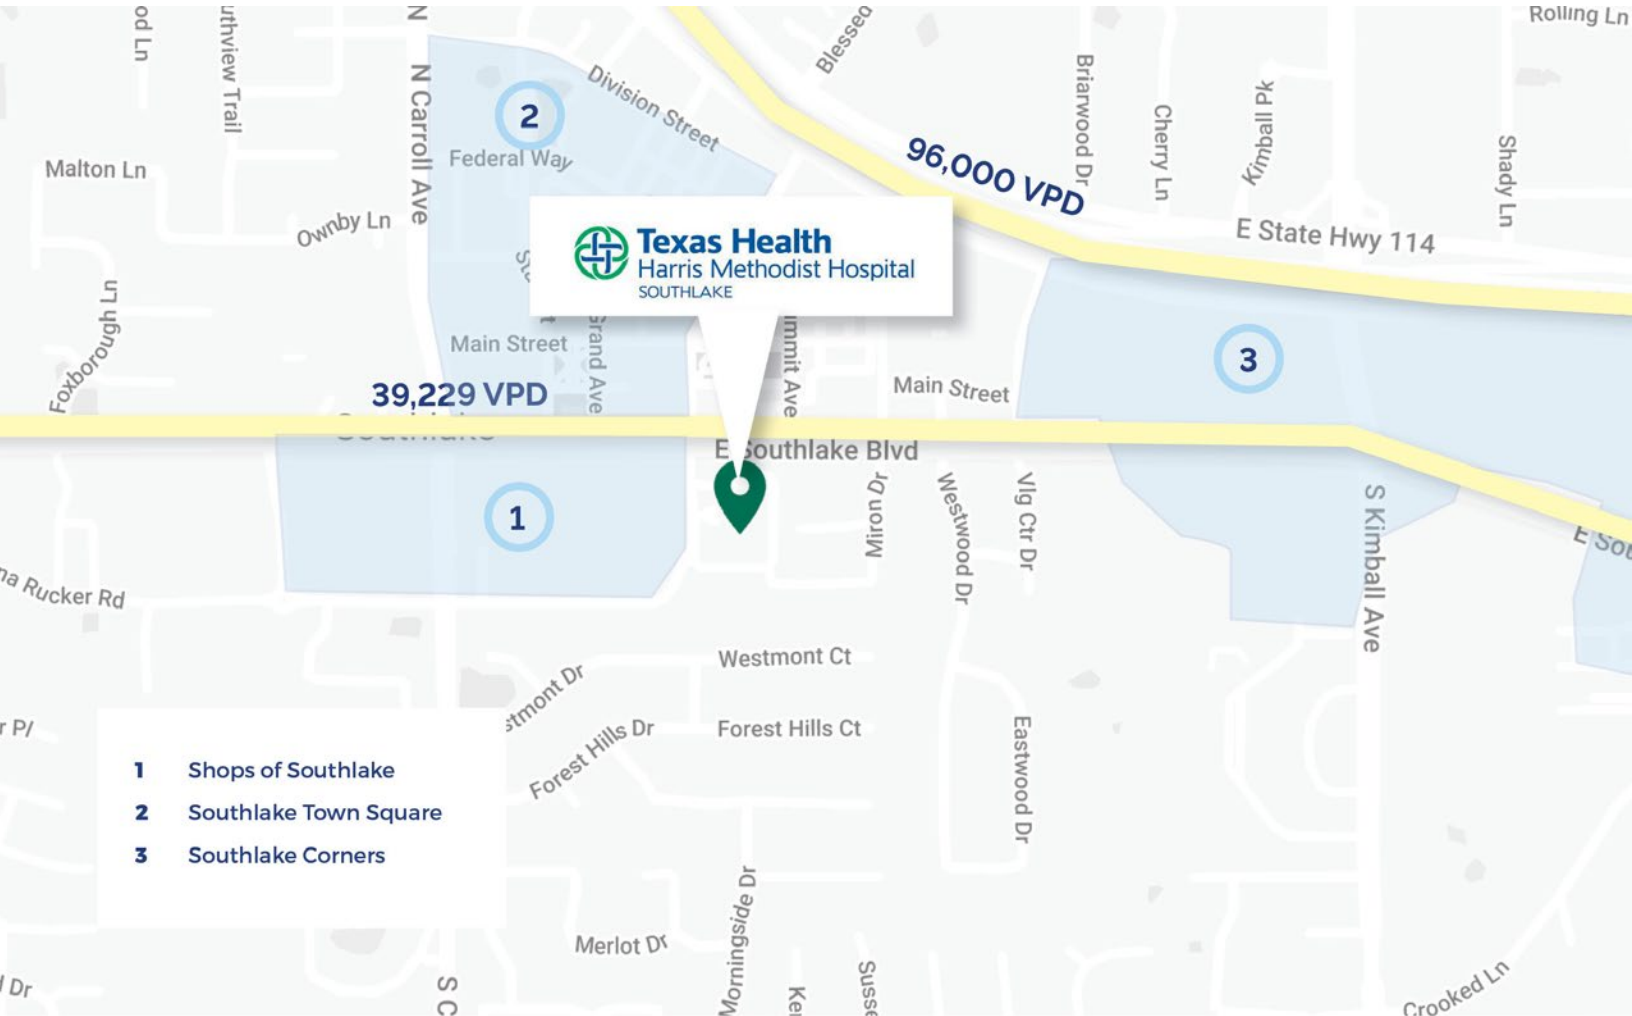 Rolling Ln
Blessed
N
N Carroll Ave
Division Street
2
Federal Way
Malton Ln
Ownby Ln
96,000 VPD
Briarwood Dr
Cherry Ln
Kimball Pk
Shady Ln
E State Hwy 114
Texas Health
Harris Methodist Hospital
SOUTHLAKE
Foxborough Ln
Main Street
Grand Ave
Main Street
3
39,229 VPD
E Southlake Blvd
1
Miron Dr
Westwood Dr
Vlg Ctr Dr
S Kimball Ave
Rucker Rd
Westmont Ct
Forest Hills Dr
Forest Hills Ct
Eastwood Dr
1 Shops of Southlake
2 Southlake Town Square
3 Southlake Corners
Merlot Dr
Morningside Dr
S C
Crooked Ln